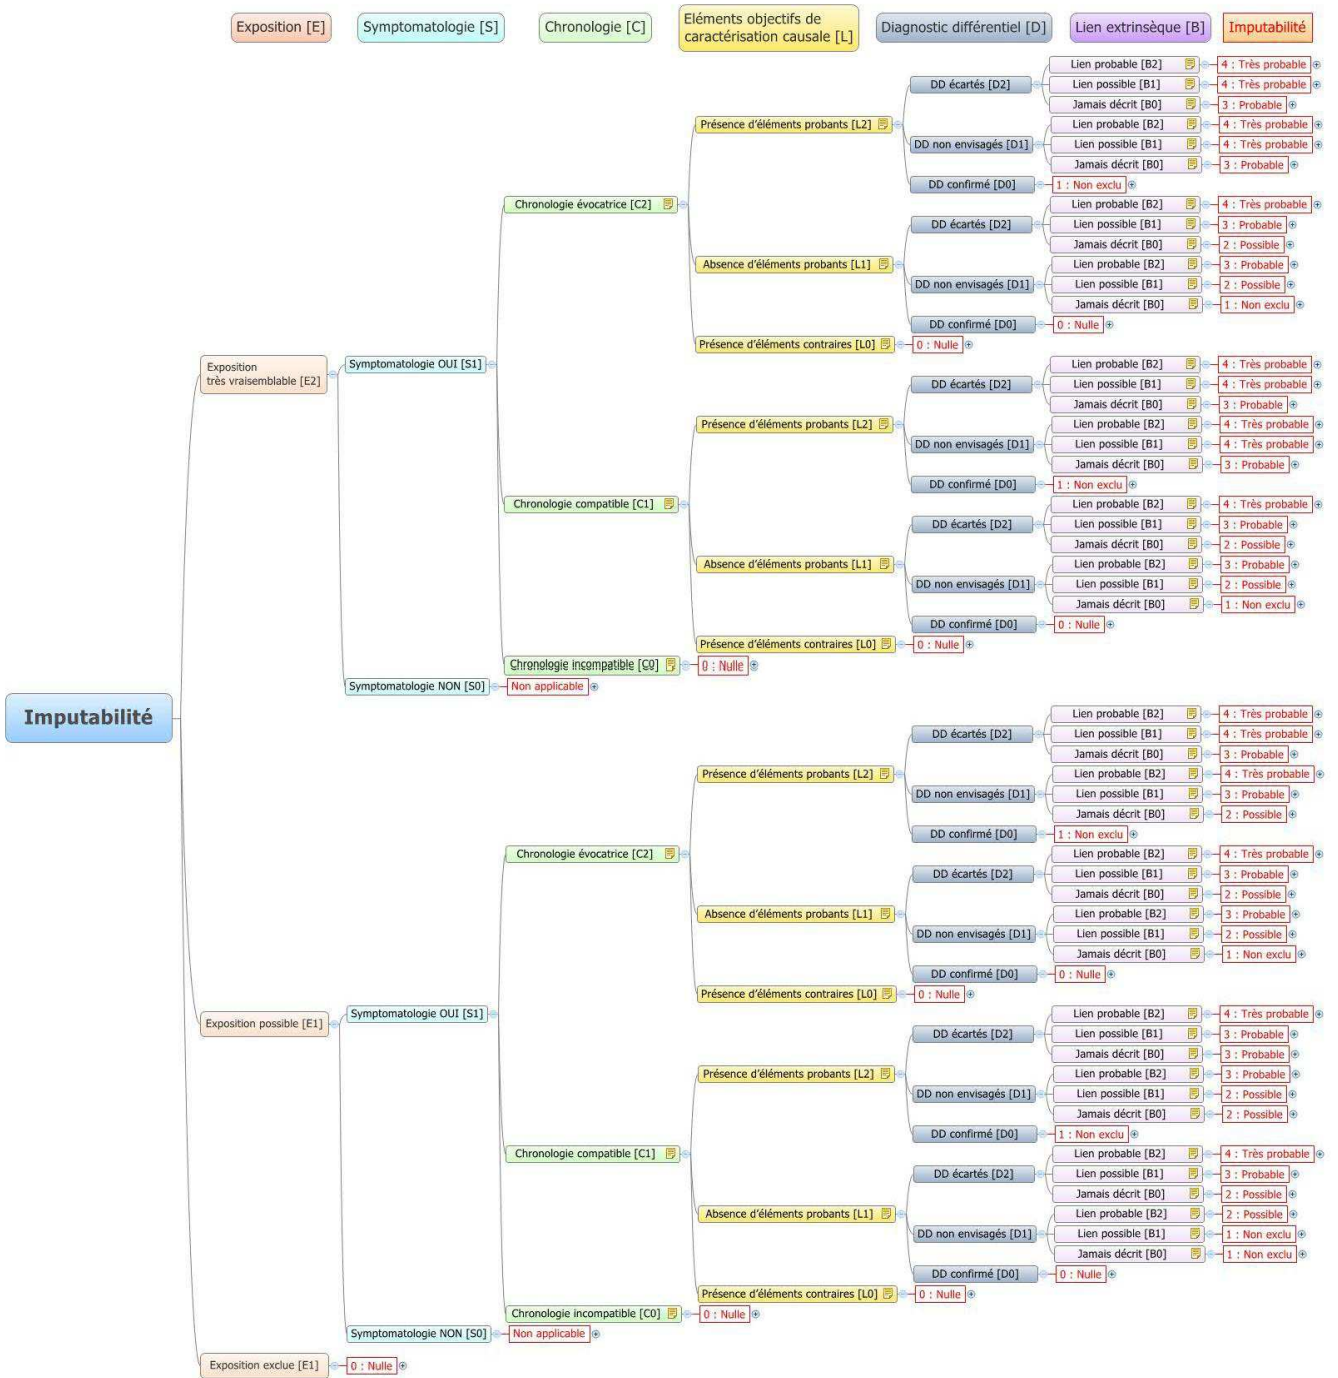 Exposition [E]
Symptomatologie [S]
Chronologie [C]
Eléments objectifs de
caractérisation causale [L]
Diagnostic différentiel [D]
Lien extrinsèque [B]
Imputabilité
Lien probable [B2] 4 : Très probable
DD écartés [D2] Lien possible [B1] 4 : Très probable
Jamais décrit [B0] 3 : Probable
Présence d'éléments probants [L2] Lien probable [B2] 4 : Très probable
DD non envisagés [D1] Lien possible [B1] 4 : Très probable
Jamais décrit [B0] 3 : Probable
DD confirmé [D0] 1 : Non exclu
Chronologie évocatrice [C2] Lien probable [B2] 4 : Très probable
DD écartés [D2] Lien possible [B1] 3 : Probable
Jamais décrit [B0] 2 : Possible
Absence d'éléments probants [L1] Lien probable [B2] 3 : Probable
DD non envisagés [D1] Lien possible [B1] 2 : Possible
Jamais décrit [B0] 1 : Non exclu
DD confirmé [D0] 0 : Nulle
Présence d'éléments contraires [L0] 0 : Nulle
Exposition
très vraisemblable [E2]
Symptomatologie OUI [S1] Lien probable [B2] 4 : Très probable
DD écartés [D2] Lien possible [B1] 4 : Très probable
Jamais décrit [B0] 3 : Probable
Présence d'éléments probants [L2] Lien probable [B2] 4 : Très probable
DD non envisagés [D1] Lien possible [B1] 4 : Très probable
Jamais décrit [B0] 3 : Probable
DD confirmé [D0] 1 : Non exclu
Chronologie compatible [C1] Lien probable [B2] 4 : Très probable
DD écartés [D2] Lien possible [B1] 3 : Probable
Jamais décrit [B0] 2 : Possible
Absence d'éléments probants [L1] Lien probable [B2] 3 : Probable
DD non envisagés [D1] Lien possible [B1] 2 : Possible
Jamais décrit [B0] 1 : Non exclu
DD confirmé [D0] 0 : Nulle
Présence d'éléments contraires [L0] 0 : Nulle
Chronologie incompatible [C0] 0 : Nulle
Symptomatologie NON [S0] Non applicable
Imputabilité
Lien probable [B2] 4 : Très probable
DD écartés [D2] Lien possible [B1] 4 : Très probable
Jamais décrit [B0] 3 : Probable
Présence d'éléments probants [L2] Lien probable [B2] 4 : Très probable
DD non envisagés [D1] Lien possible [B1] 3 : Probable
Jamais décrit [B0] 2 : Possible
DD confirmé [D0] 1 : Non exclu
Chronologie évocatrice [C2] Lien probable [B2] 4 : Très probable
DD écartés [D2] Lien possible [B1] 3 : Probable
Jamais décrit [B0] 2 : Possible
Absence d'éléments probants [L1] Lien probable [B2] 3 : Probable
DD non envisagés [D1] Lien possible [B1] 2 : Possible
Jamais décrit [B0] 1 : Non exclu
DD confirmé [D0] 0 : Nulle
Présence d'éléments contraires [L0] 0 : Nulle
Exposition possible [E1] Symptomatologie OUI [S1] Lien probable [B2] 4 : Très probable
DD écartés [D2] Lien possible [B1] 3 : Probable
Jamais décrit [B0] 3 : Probable
Présence d'éléments probants [L2] Lien probable [B2] 3 : Probable
DD non envisagés [D1] Lien possible [B1] 2 : Possible
Jamais décrit [B0] 2 : Possible
DD confirmé [D0] 1 : Non exclu
Chronologie compatible [C1] Lien probable [B2] 4 : Très probable
DD écartés [D2] Lien possible [B1] 3 : Probable
Jamais décrit [B0] 2 : Possible
Absence d'éléments probants [L1] Lien probable [B2] 2 : Possible
DD non envisagés [D1] Lien possible [B1] 1 : Non exclu
Jamais décrit [B0] 1 : Non exclu
DD confirmé [D0] 0 : Nulle
Présence d'éléments contraires [L0] 0 : Nulle
Chronologie incompatible [C0] 0 : Nulle
Symptomatologie NON [S0] Non applicable
Exposition exclue [E1] 0 : Nulle